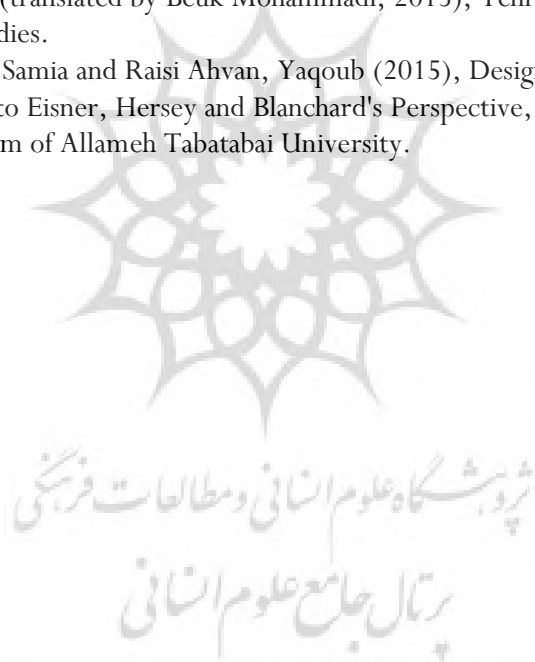 (translated by Beuk Mohammadi, 2013), Tehr
dies.
Samia and Raisi Ahvan, Yaqoub (2015), Desig
to Eisner, Hersey and Blanchard's Perspective,
m of Allameh Tabatabai University.
پژوهشگاه علوم انسانی و مطالعات فرهنگی
پرتال جامع علوم انسانی